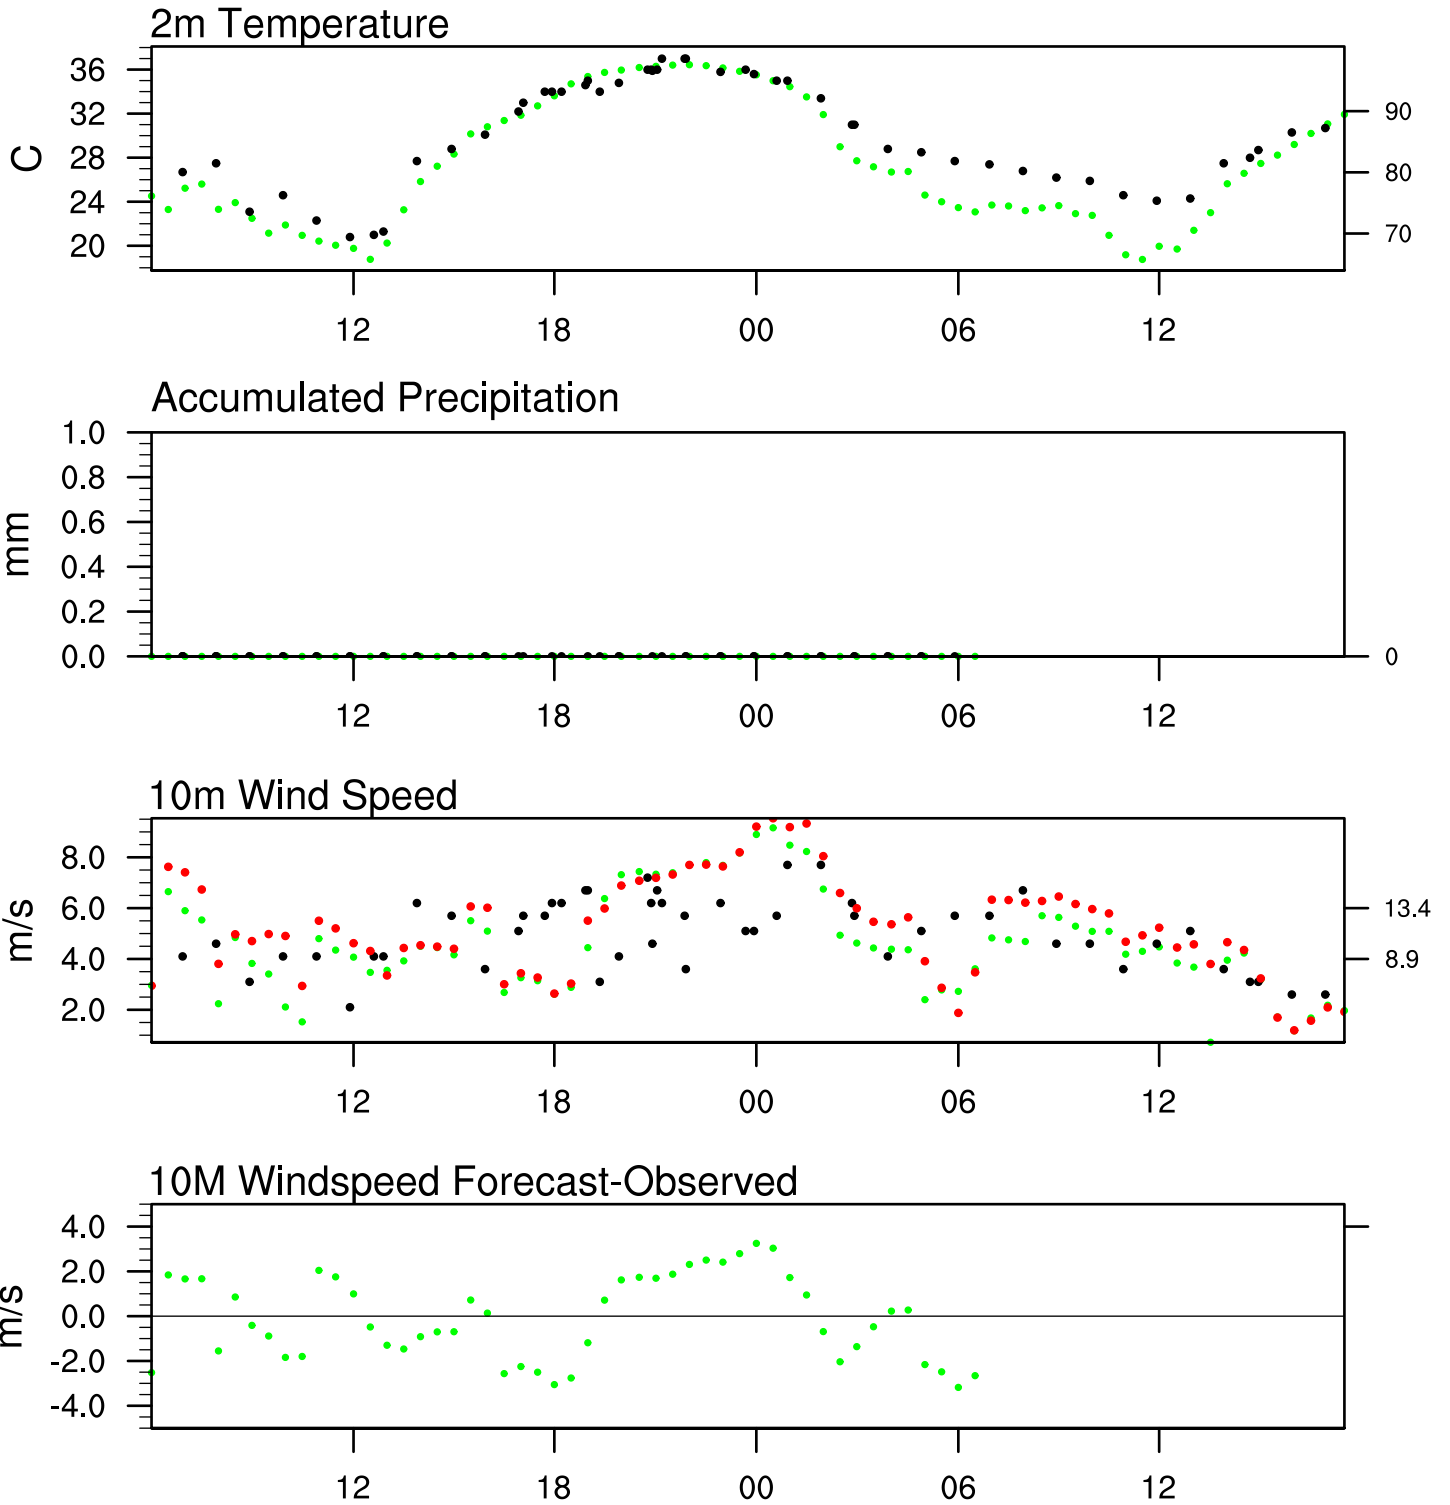 2m Temperature
36
32
28
24
20
C
90
80
70
12 18 00 06 12
Accumulated Precipitation
1.0
0.8
0.6
0.4
0.2
0.0
mm
0
12 18 00 06 12
10m Wind Speed
8.0
6.0
4.0
2.0
m/s
13.4
8.9
12 18 00 06 12
10M Windspeed Forecast-Observed
4.0
2.0
0.0
-2.0
-4.0
m/s
12 18 00 06 12